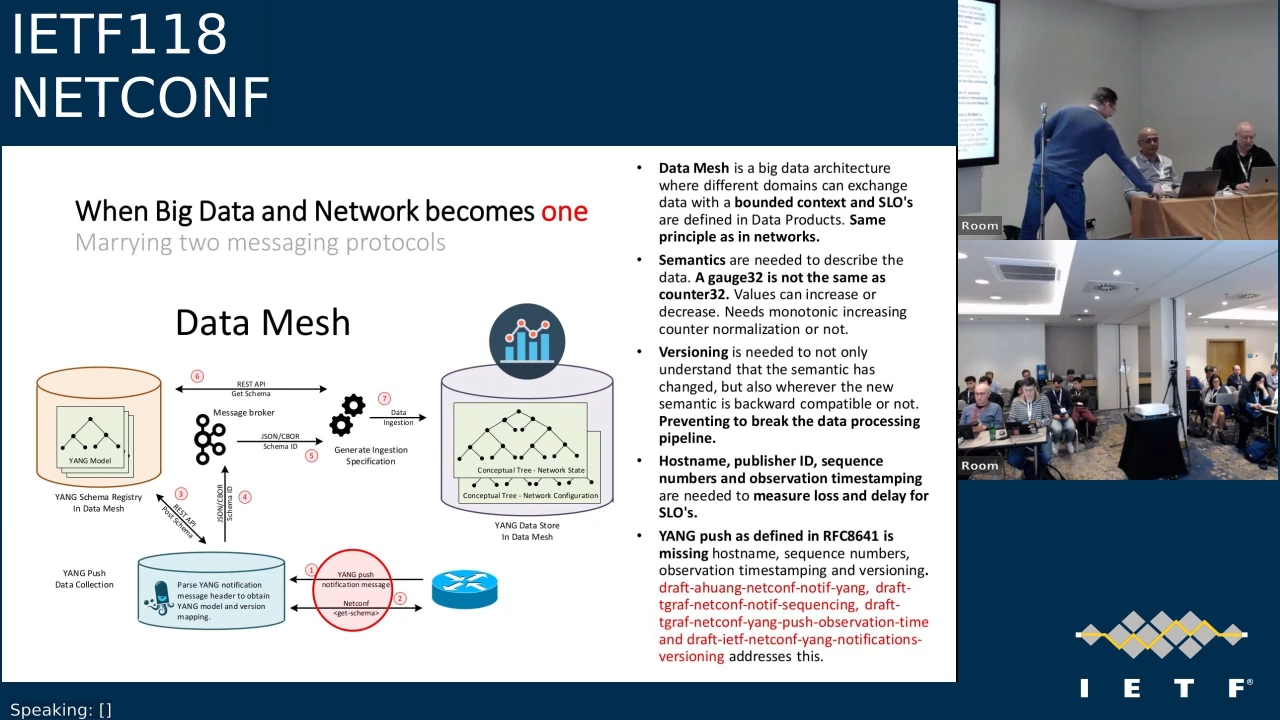 IETF118
NETCONF
When Big Data and Network becomes one
Marrying two messaging protocols
Data Mesh
6
REST API
Get Schema
7
Data
Ingestion
Message broker
JSON/CBOR
Schema ID
5
Generate Ingestion
Specification
YANG Model
YANG Schema Registry
In Data Mesh
3
REST API
Post Schema
JSON/CBOR
Schema ID
4
Conceptual Tree - Network State
Conceptual Tree - Network Configuration
YANG Data Store
In Data Mesh
YANG Push
Data Collection
Parse YANG notification
message header to obtain
YANG model and version
mapping.
1
YANG push
notification message
2
Netconf
<get-schema>
• Data Mesh is a big data architecture
where different domains can exchange
data with a bounded context and SLO's
are defined in Data Products. Same
principle as in networks.
• Semantics are needed to describe the
data. A gauge32 is not the same as
counter32. Values can increase or
decrease. Needs monotonic increasing
counter normalization or not.
• Versioning is needed to not only
understand that the semantic has
changed, but also wherever the new
semantic is backward compatible or not.
Preventing to break the data processing
pipeline.
• Hostname, publisher ID, sequence
numbers and observation timestamping
are needed to measure loss and delay for
SLO's.
• YANG push as defined in RFC8641 is
missing hostname, sequence numbers,
observation timestamping and versioning.
draft-ahuang-netconf-notif-yang, draft-
tgraf-netconf-notif-sequencing, draft-
tgraf-netconf-yang-push-observation-time
and draft-ietf-netconf-yang-notifications-
versioning addresses this.
Room
Room
I E T F®
Speaking: []